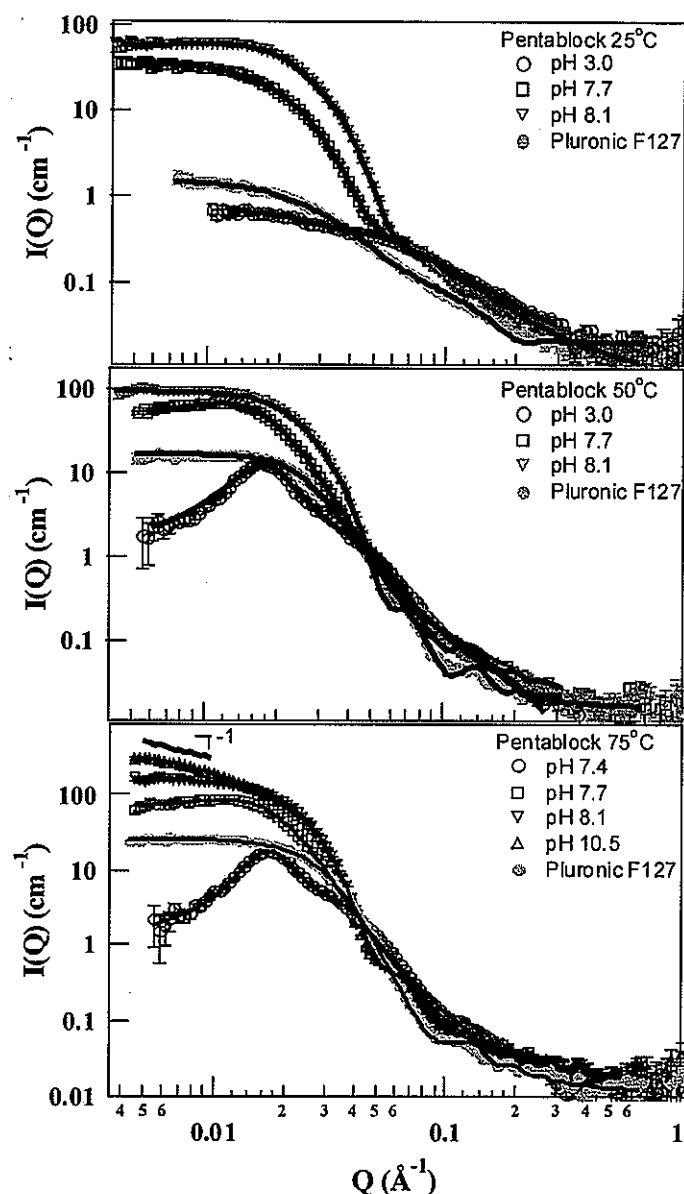 Pentablock 25°C
pH 3.0
pH 7.7
pH 8.1
Pluronic F127
100
10
1
0.1
I(Q) (cm⁻¹)
Pentablock 50°C
pH 3.0
pH 7.7
pH 8.1
Pluronic F127
100
10
1
0.1
I(Q) (cm⁻¹)
-1
Pentablock 75°C
pH 7.4
pH 7.7
pH 8.1
pH 10.5
Pluronic F127
100
10
1
0.1
0.01
I(Q) (cm⁻¹)
4 5 6 2 3 4 5 6 2 3 4 5 6
0.01 0.1 1
Q (Å⁻¹)